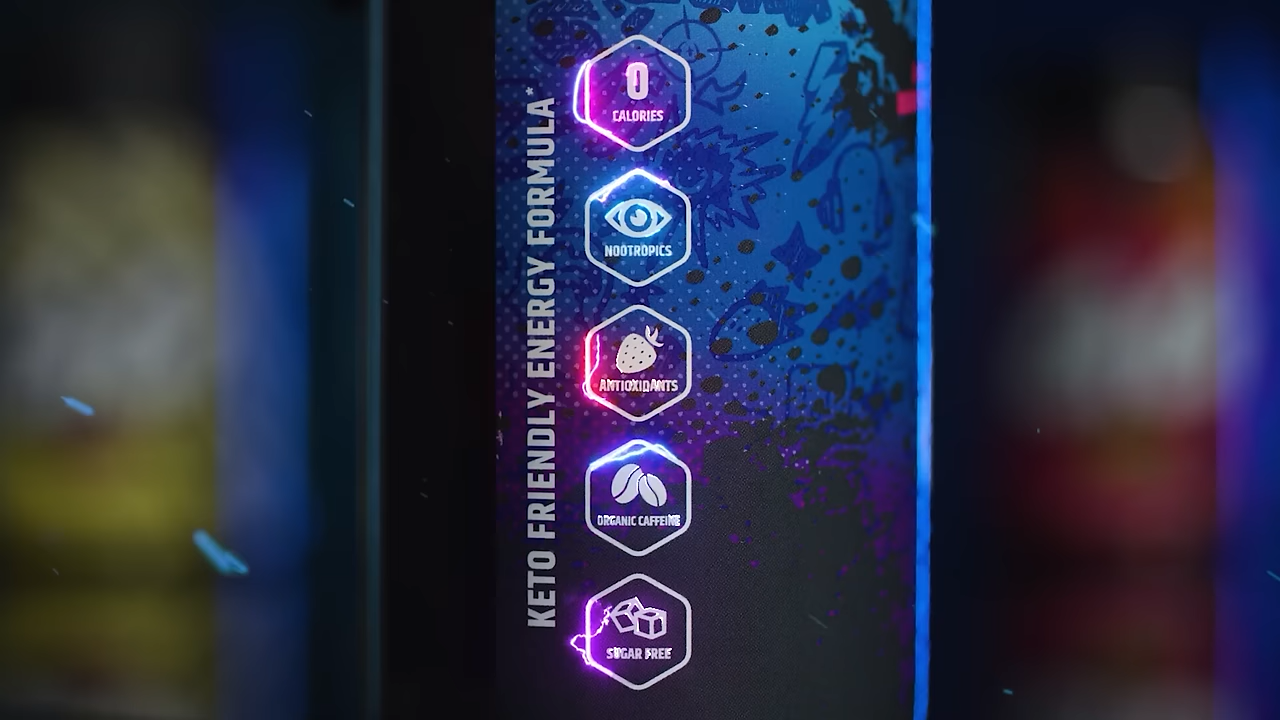 KETO FRIENDLY ENERGY FORMULA*
0
CALORIES
NOOTROPICS
ANTIOXIDANTS
ORGANIC CAFFEINE
SUGAR FREE